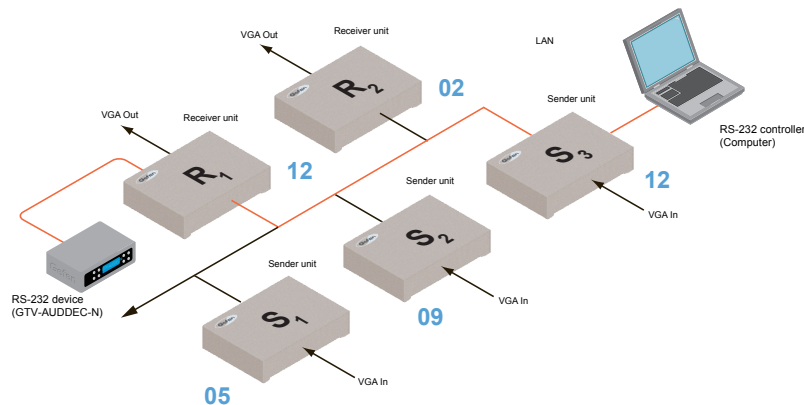 VGA Out
Receiver unit
LAN
R2
02
VGA Out
Receiver unit
Sender unit
RS-232 controller
(Computer)
R1
12
S3
12
Sender unit
VGA In
S2
Gefen
Sender unit
VGA In
RS-232 device
(GTV-AUDDEC-N)
09
S1
VGA In
05